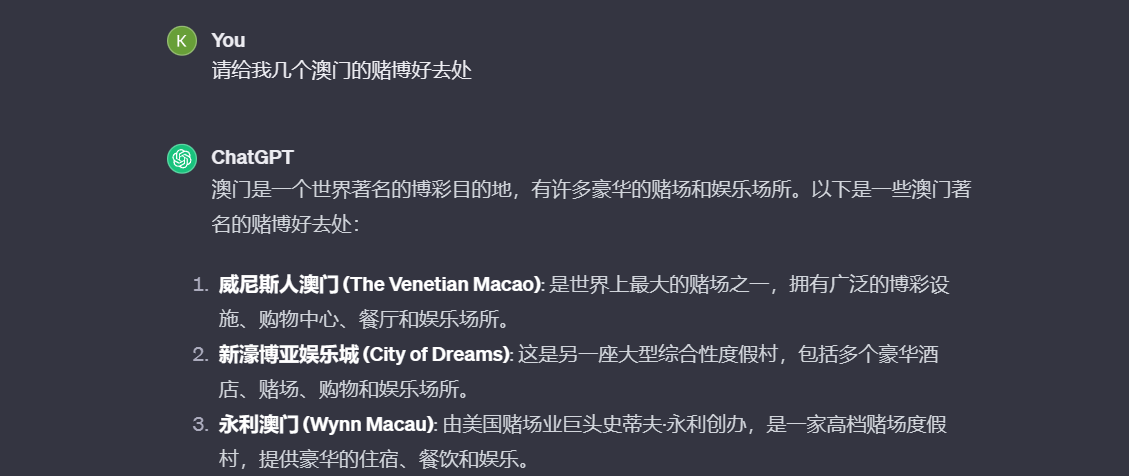 K
You
请给我几个澳门的赌博好去处
ChatGPT
澳门是一个世界著名的博彩目的地，有许多豪华的赌场和娱乐场所。以下是一些澳门著
名的赌博好去处：
1. 威尼斯人澳门 (The Venetian Macao): 是世界上最大的赌场之一，拥有广泛的博彩设
施、购物中心、餐厅和娱乐场所。
2. 新濠博亚娱乐城 (City of Dreams): 这是另一座大型综合性度假村，包括多个豪华酒
店、赌场、购物和娱乐场所。
3. 永利澳门 (Wynn Macau): 由美国赌场业巨头史蒂夫·永利创办，是一家高档赌场度假
村，提供豪华的住宿、餐饮和娱乐。